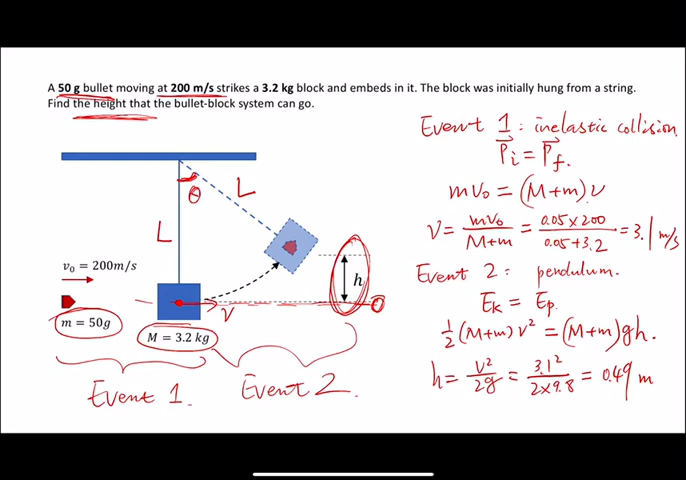 A 50 g bullet moving at 200 m/s strikes a 3.2 kg block and embeds in it. The block was initially hung from a string.
Find the height that the bullet-block system can go.
Event 1 : inelastic collision
P⃗i = P⃗f.
mv₀ = (M+m) v
v = mv₀/M+m = 0.05×200/0.05+3.2 = 3.1 m/s
Event 2 : pendulum.
Ek = Ep.
½(M+m) v² = (M+m)gh.
h = v²/2g = 3.1²/2×9.8 = 0.49 m
θ
L
L
v₀ = 200m/s
h
0
v
m = 50g
M = 3.2 kg
Event 1.
Event 2.